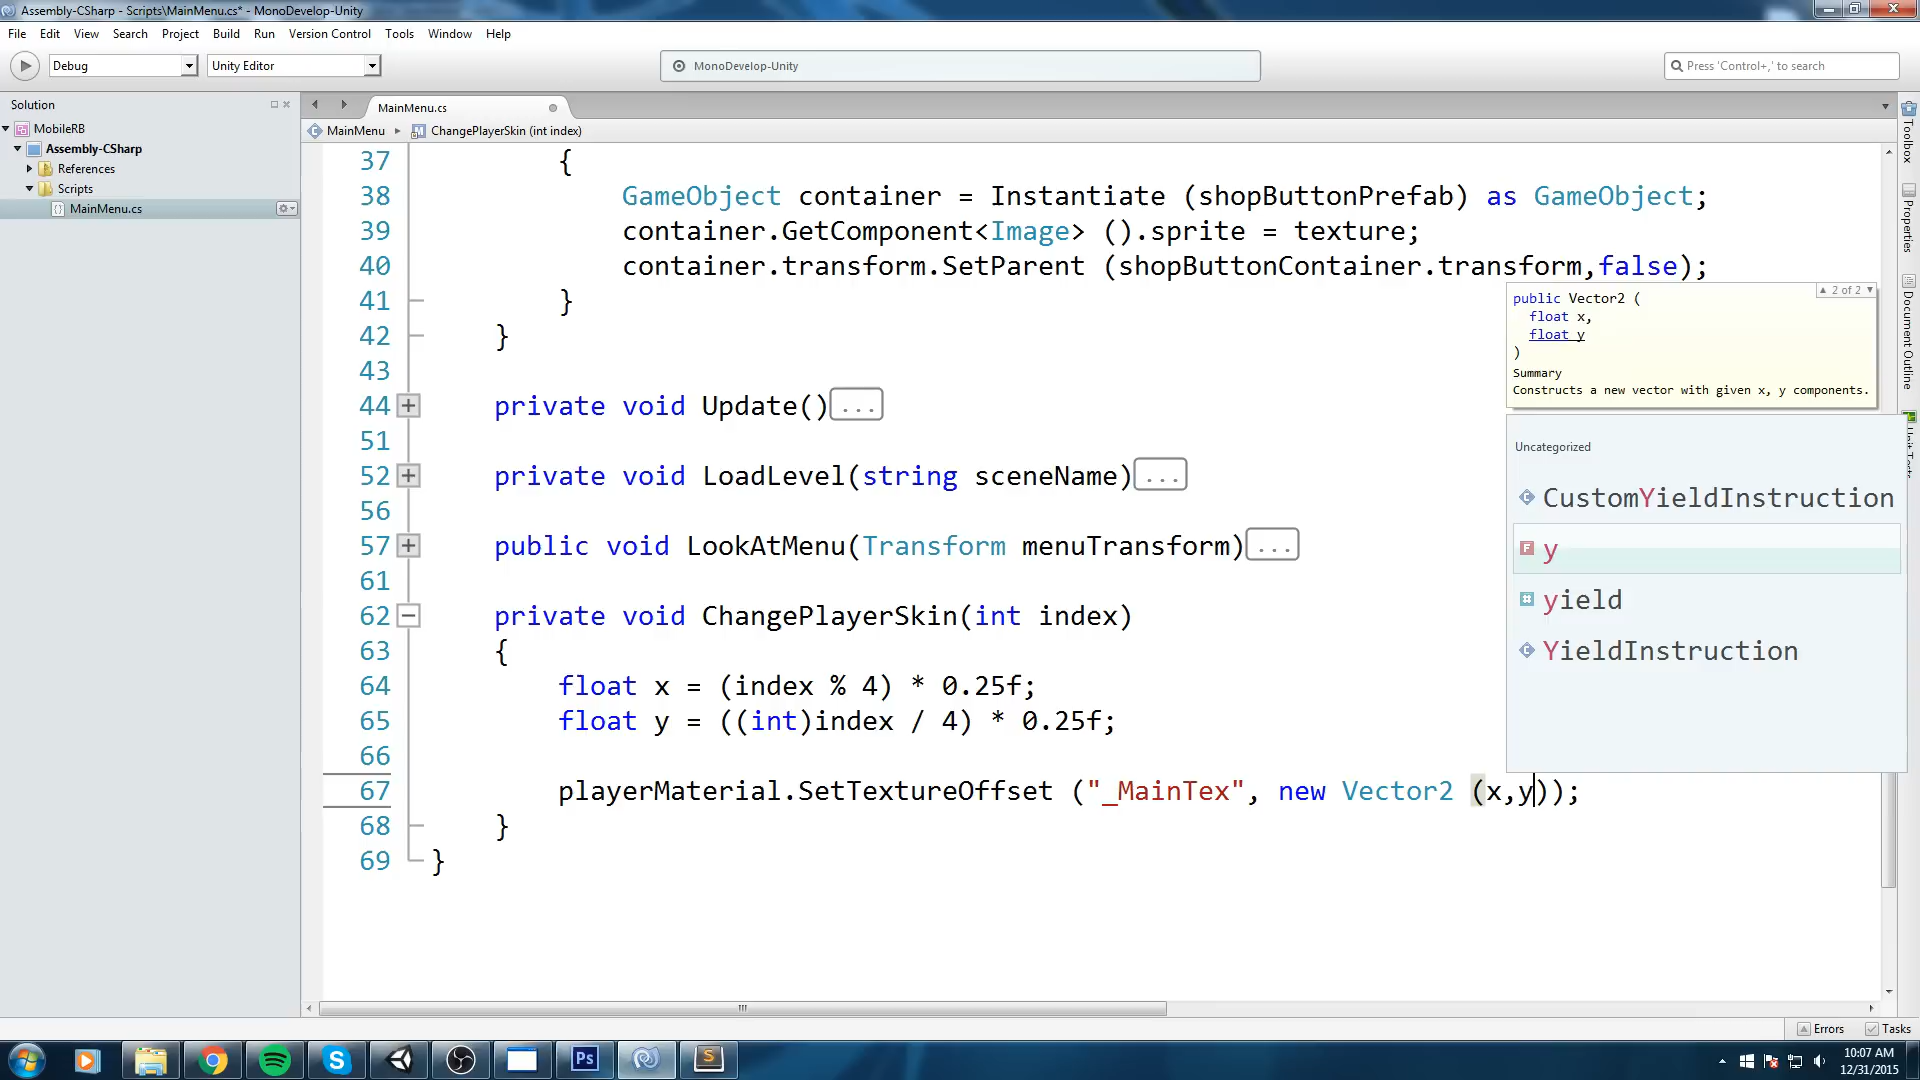 Assembly-CSharp - Scripts\MainMenu.cs* - MonoDevelop-Unity
File Edit View Search Project Build Run Version Control Tools Window Help
Debug Unity Editor MonoDevelop-Unity Press 'Control+,' to search
Solution
MobileRB
Assembly-CSharp
References
Scripts
MainMenu.cs
MainMenu.cs
MainMenu ChangePlayerSkin (int index)
37 {
38 GameObject container = Instantiate (shopButtonPrefab) as GameObject;
39 container.GetComponent<Image> ().sprite = texture;
40 container.transform.SetParent (shopButtonContainer.transform,false);
41 }
42 }
43
44 private void Update()...
51
52 private void LoadLevel(string sceneName)...
56
57 public void LookAtMenu(Transform menuTransform)...
61
62 private void ChangePlayerSkin(int index)
63 {
64 float x = (index % 4) * 0.25f;
65 float y = ((int)index / 4) * 0.25f;
66
67 playerMaterial.SetTextureOffset ("_MainTex", new Vector2 (x,y));
68 }
69 }
2 of 2
public Vector2 (
float x,
float y
)
Summary
Constructs a new vector with given x, y components.
Uncategorized
CustomYieldInstruction
y
yield
YieldInstruction
Toolbox
Properties
Document Outline
Errors Tasks
Ps
S
10:07 AM
12/31/2015